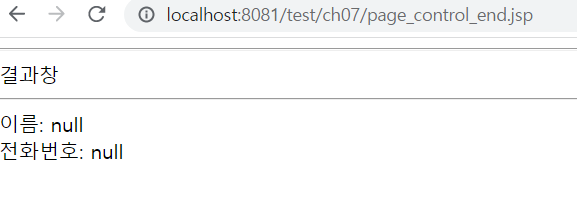 localhost:8081/test/ch07/page_control_end.jsp
결과창
이름: null
전화번호: null